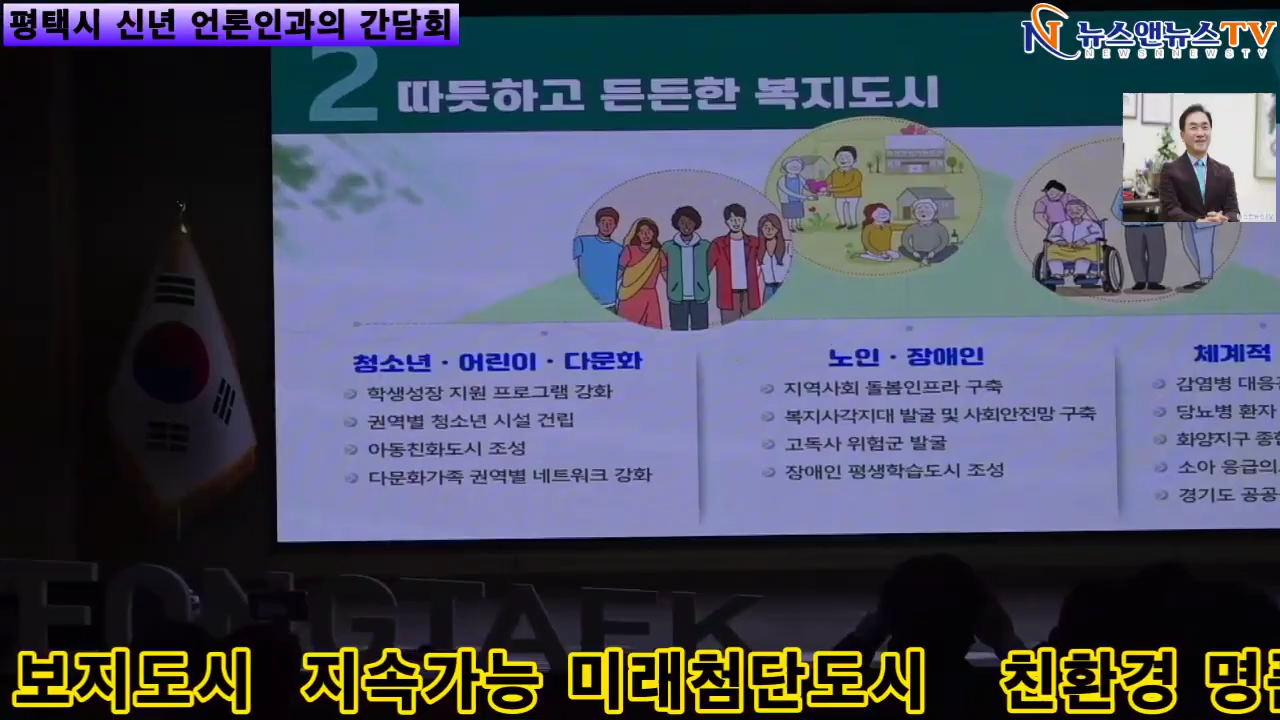 평택시 신년 언론인과의 간담회
뉴스앤뉴스TV
NEWSNNEWSTV
2 따뜻하고 든든한 복지도시
청소년 · 어린이 · 다문화
학생성장 지원 프로그램 강화
권역별 청소년 시설 건립
아동친화도시 조성
다문화가족 권역별 네트워크 강화
노인 · 장애인
지역사회 돌봄인프라 구축
복지사각지대 발굴 및 사회안전망 구축
고독사 위험군 발굴
장애인 평생학습도시 조성
체계적
감염병 대응
당뇨병 환자
화양지구 종합
소아 응급의
경기도 공공
EONGTAEK
보지도시 지속가능 미래첨단도시 친환경 명